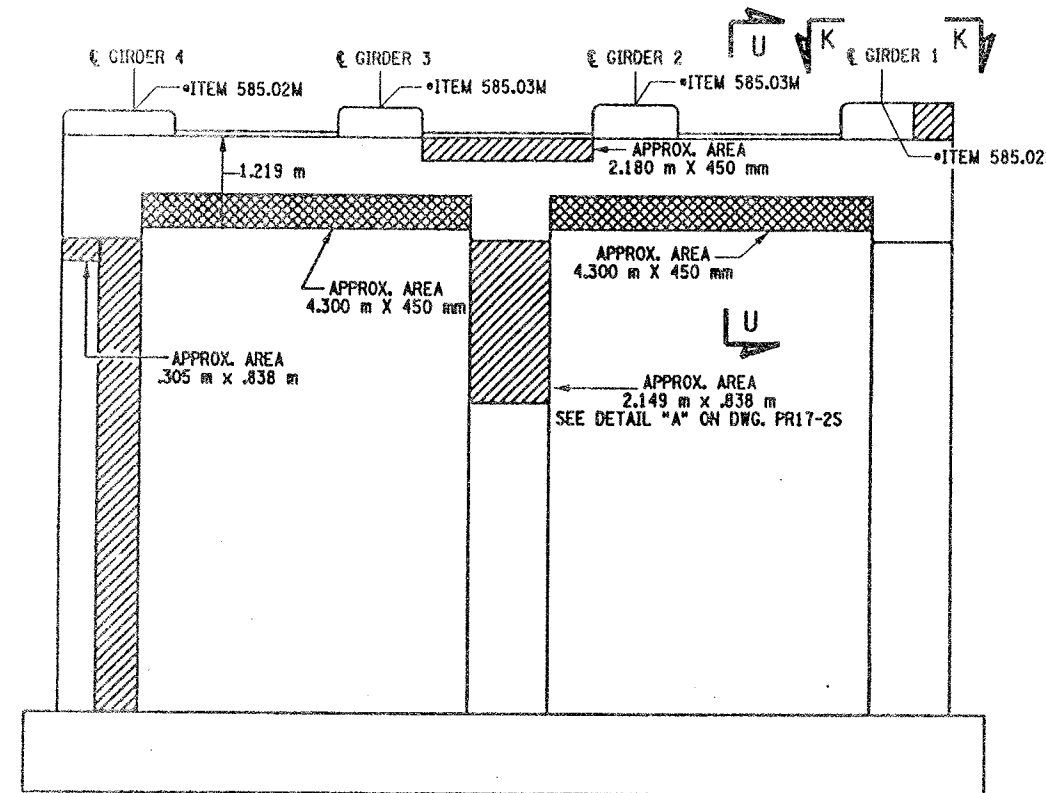 U
K K
℄ GIRDER 4
℄ GIRDER 3
℄ GIRDER 2
℄ GIRDER 1
•ITEM 585.02M
•ITEM 585.03M
•ITEM 585.03M
•ITEM 585.02
APPROX. AREA
2.180 m X 450 mm
1.219 m
APPROX. AREA
4.300 m X 450 mm
APPROX. AREA
4.300 m X 450 mm
U
APPROX. AREA
.305 m x .838 m
APPROX. AREA
2.149 m x .838 m
SEE DETAIL "A" ON DWG. PR17-2S